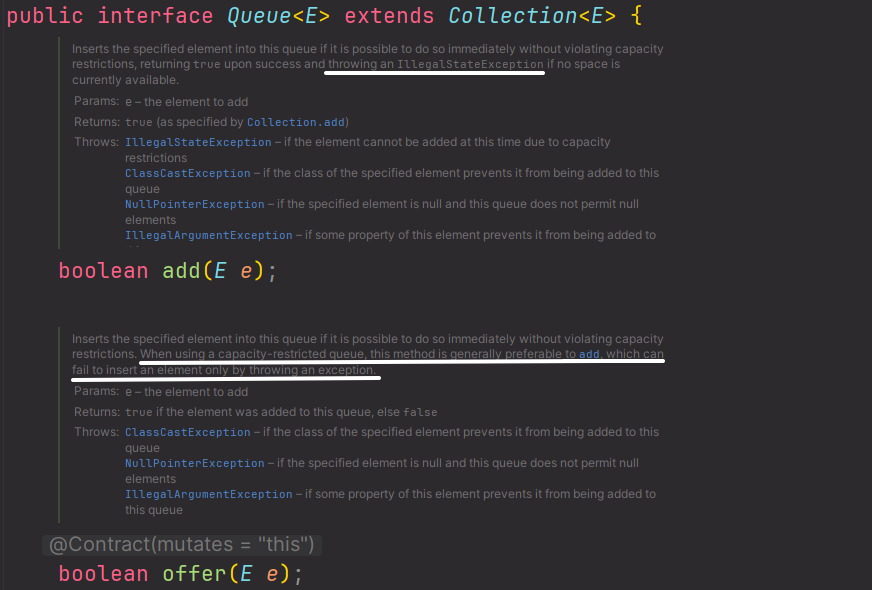 public interface Queue<E> extends Collection<E> {
Inserts the specified element into this queue if it is possible to do so immediately without violating capacity
restrictions, returning true upon success and throwing an IllegalStateException if no space is
currently available.
Params: e – the element to add
Returns: true (as specified by Collection.add)
Throws: IllegalStateException – if the element cannot be added at this time due to capacity
restrictions
ClassCastException – if the class of the specified element prevents it from being added to this
queue
NullPointerException – if the specified element is null and this queue does not permit null
elements
IllegalArgumentException – if some property of this element prevents it from being added to
boolean add(E e);
Inserts the specified element into this queue if it is possible to do so immediately without violating capacity
restrictions. When using a capacity-restricted queue, this method is generally preferable to add, which can
fail to insert an element only by throwing an exception.
Params: e – the element to add
Returns: true if the element was added to this queue, else false
Throws: ClassCastException – if the class of the specified element prevents it from being added to this
queue
NullPointerException – if the specified element is null and this queue does not permit null
elements
IllegalArgumentException – if some property of this element prevents it from being added to
this queue
@Contract(mutates = "this")
boolean offer(E e);